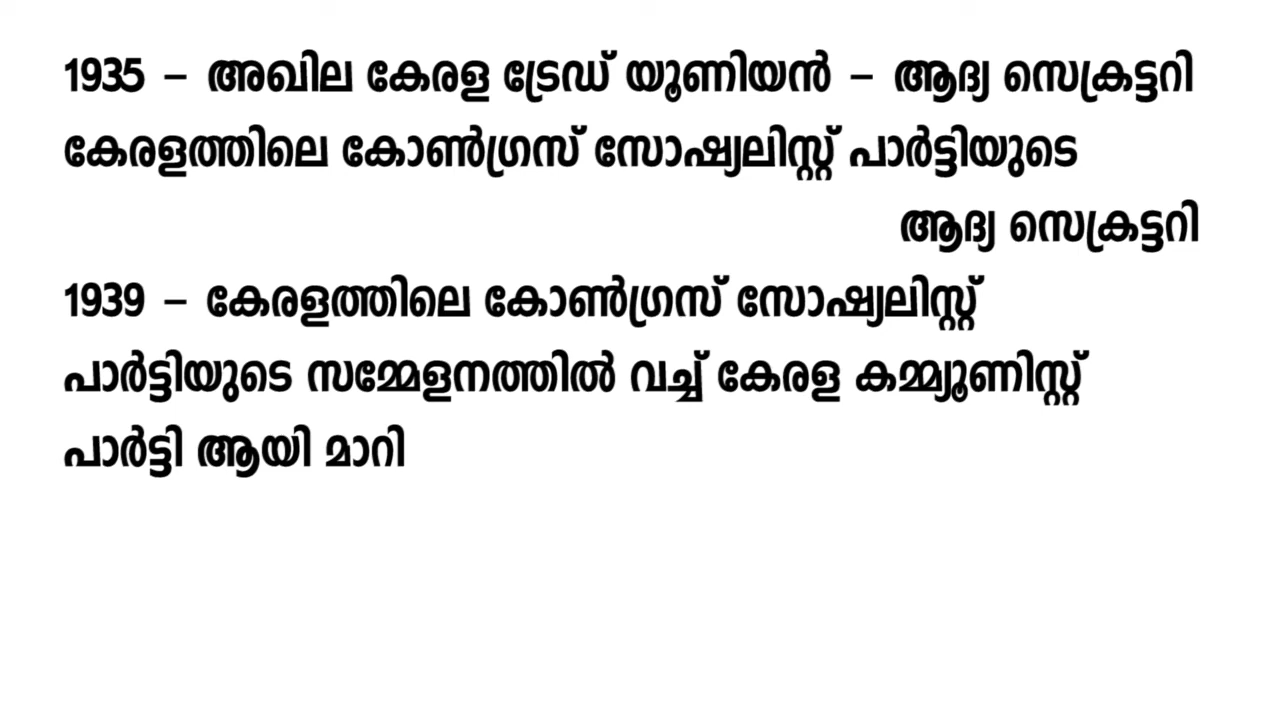 1935 – അഖില കേരള ട്രേഡ് യൂണിയൻ – ആദ്യ സെക്രട്ടറി
കേരളത്തിലെ കോൺഗ്രസ് സോഷ്യലിസ്റ്റ് പാർട്ടിയുടെ
ആദ്യ സെക്രട്ടറി
1939 – കേരളത്തിലെ കോൺഗ്രസ് സോഷ്യലിസ്റ്റ്
പാർട്ടിയുടെ സമ്മേളനത്തിൽ വച്ച് കേരള കമ്മ്യൂണിസ്റ്റ്
പാർട്ടി ആയി മാറി